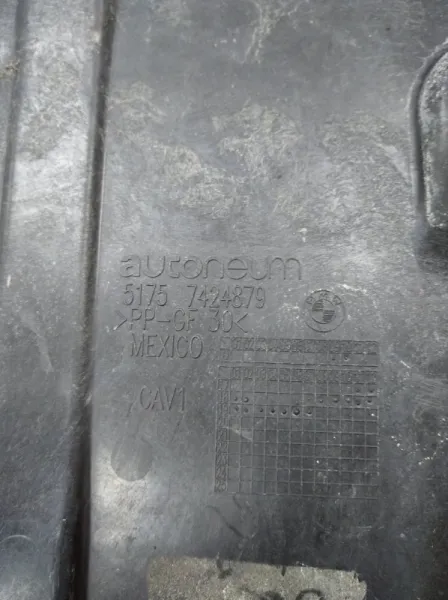 autoneum
5175 7424879
>PP-GF 30<
MEXICO
CAV1